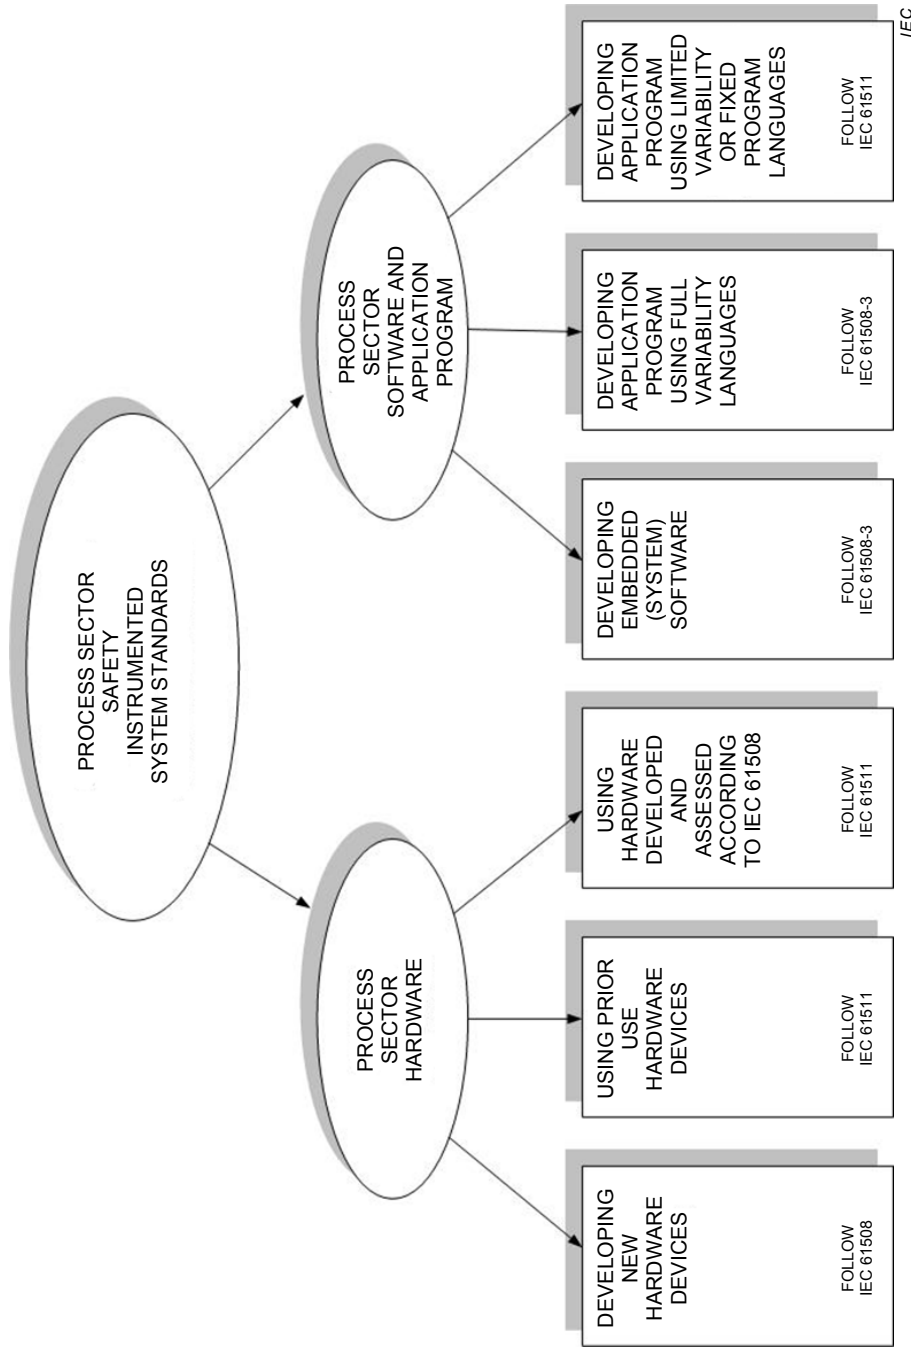 PROCESS SECTOR
SAFETY
INSTRUMENTED
SYSTEM STANDARDS
PROCESS
SECTOR
HARDWARE
PROCESS
SECTOR
SOFTWARE AND
APPLICATION
PROGRAM
DEVELOPING
NEW
HARDWARE
DEVICES
FOLLOW
IEC 61508
USING PRIOR
USE
HARDWARE
DEVICES
FOLLOW
IEC 61511
USING
HARDWARE
DEVELOPED
AND
ASSESSED
ACCORDING
TO IEC 61508
FOLLOW
IEC 61511
DEVELOPING
EMBEDDED
(SYSTEM)
SOFTWARE
FOLLOW
IEC 61508-3
DEVELOPING
APPLICATION
PROGRAM
USING FULL
VARIABILITY
LANGUAGES
FOLLOW
IEC 61508-3
DEVELOPING
APPLICATION
PROGRAM
USING LIMITED
VARIABILITY
OR FIXED
PROGRAM
LANGUAGES
FOLLOW
IEC 61511
IEC